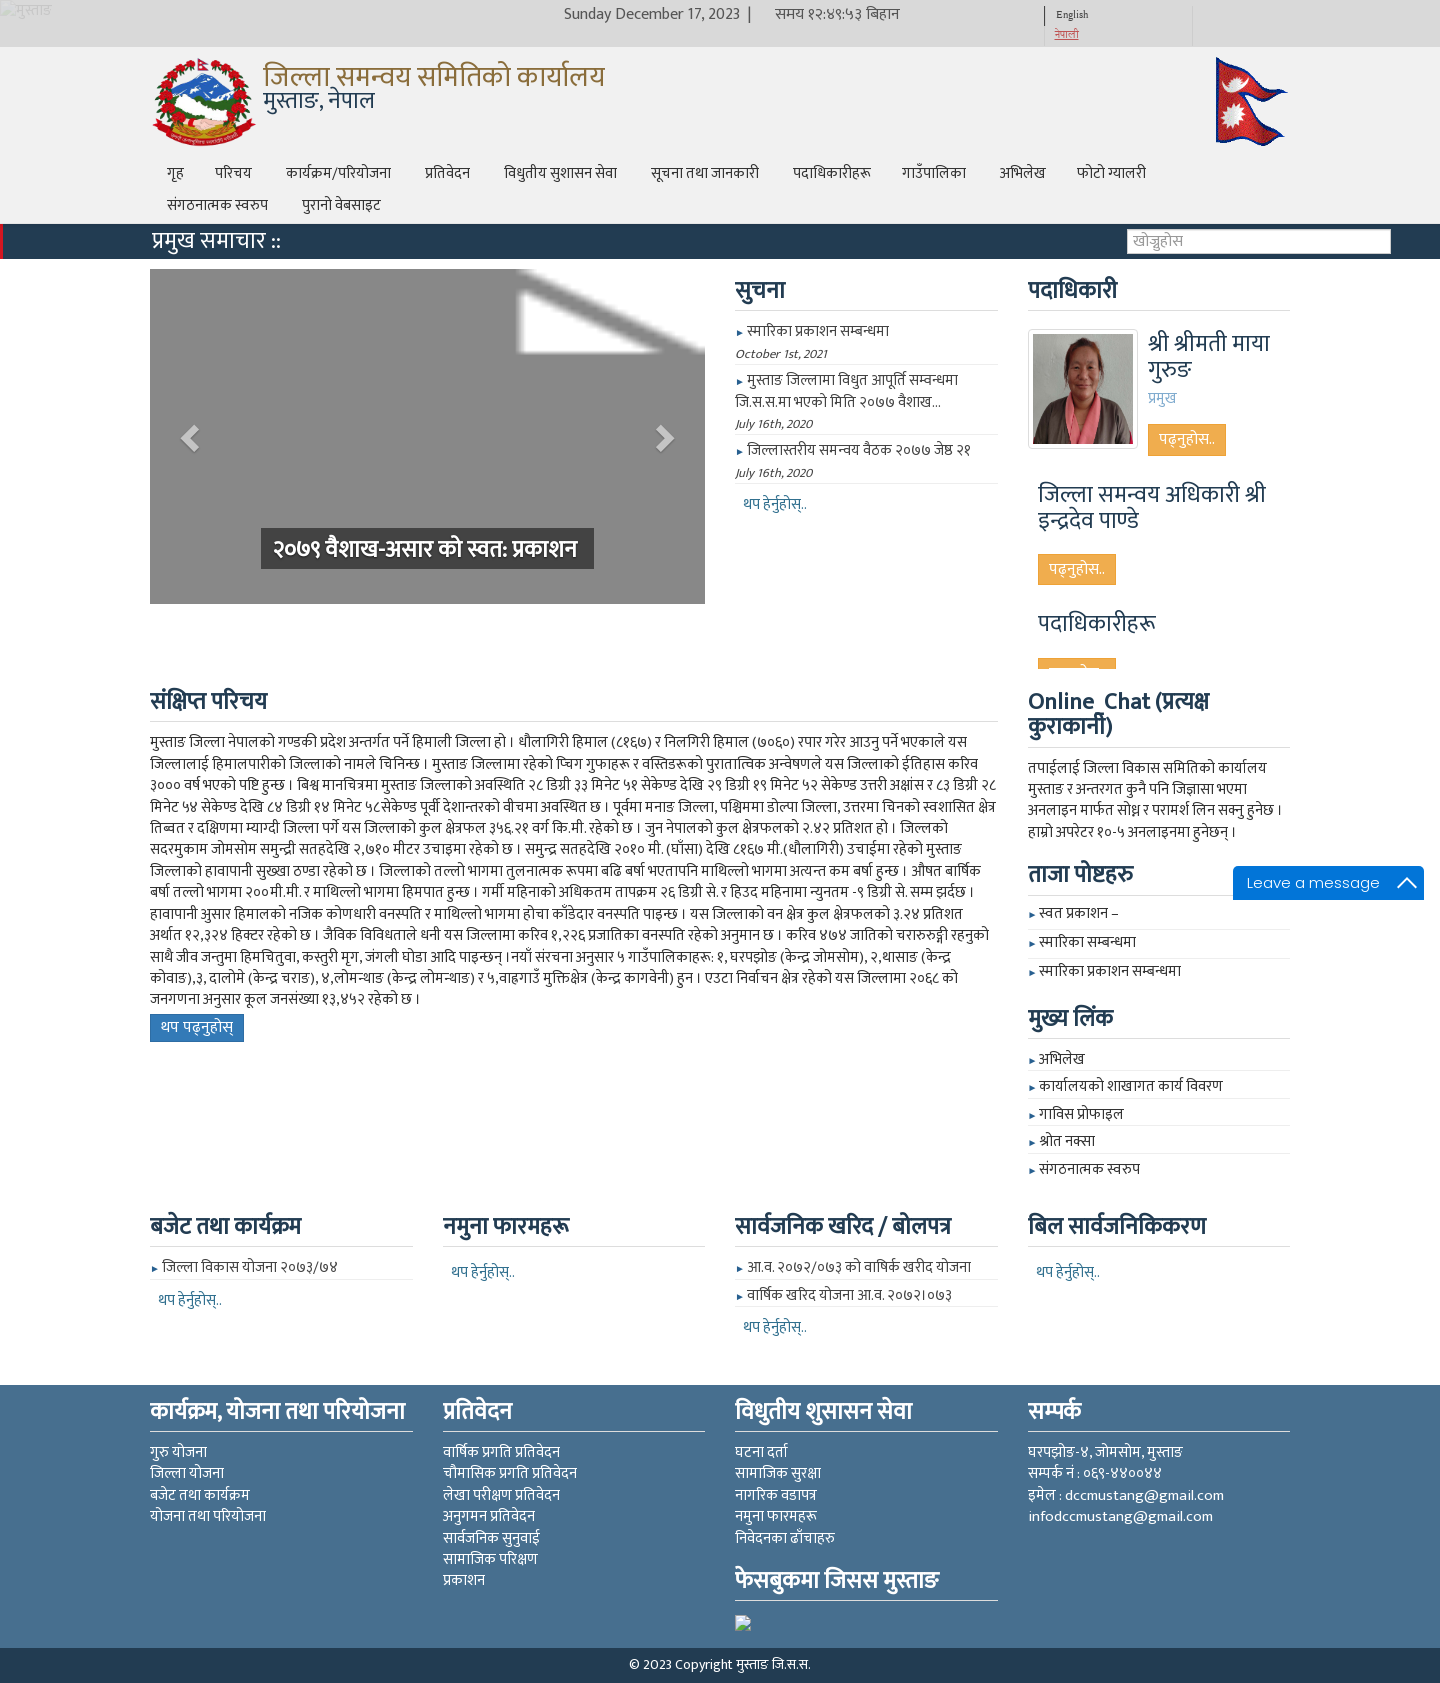 मुस्ताङ
Sunday December 17, 2023 | समय १२:४९:५३ बिहान
English
नेपाली
जिल्ला समन्वय समितिको कार्यालय
मुस्ताङ, नेपाल
गृह परिचय कार्यक्रम/परियोजना प्रतिवेदन विधुतीय सुशासन सेवा सूचना तथा जानकारी पदाधिकारीहरू गाउँपालिका अभिलेख फोटो ग्यालरी
संगठनात्मक स्वरुप पुरानो वेबसाइट
प्रमुख समाचार ::
खोज्नुहोस
२०७९ वैशाख-असार को स्वत: प्रकाशन
सुचना
► स्मारिका प्रकाशन सम्बन्धमा
October 1st, 2021
► मुस्ताङ जिल्लामा विधुत आपूर्ति सम्वन्धमा
जि.स.स.मा भएको मिति २०७७ वैशाख...
July 16th, 2020
► जिल्लास्तरीय समन्वय वैठक २०७७ जेष्ठ २१
July 16th, 2020
थप हेर्नुहोस्..
पदाधिकारी
श्री श्रीमती माया
गुरुङ
प्रमुख
पढ्नुहोस..
जिल्ला समन्वय अधिकारी श्री
इन्द्रदेव पाण्डे
पढ्नुहोस..
पदाधिकारीहरू
संक्षिप्त परिचय
मुस्ताङ जिल्ला नेपालको गण्डकी प्रदेश अन्तर्गत पर्ने हिमाली जिल्ला हो । धौलागिरी हिमाल (८१६७) र निलगिरी हिमाल (७०६०) रपार गरेर आउनु पर्ने भएकाले यस
जिल्लालाई हिमालपारीको जिल्लाको नामले चिनिन्छ । मुस्ताङ जिल्लामा रहेको प्चिग गुफाहरू र वस्तिडरूको पुरातात्विक अन्वेषणले यस जिल्लाको ईतिहास करिव
३००० वर्ष भएको पष्टि हुन्छ । बिश्व मानचित्रमा मुस्ताङ जिल्लाको अवस्थिति २८ डिग्री ३३ मिनेट ५१ सेकेण्ड देखि २९ डिग्री १९ मिनेट ५२ सेकेण्ड उत्तरी अक्षांस र ८३ डिग्री २८
मिनेट ५४ सेकेण्ड देखि ८४ डिग्री १४ मिनेट ५८सेकेण्ड पूर्वी देशान्तरको वीचमा अवस्थित छ । पूर्वमा मनाङ जिल्ला, पश्चिममा डोल्पा जिल्ला, उत्तरमा चिनको स्वशासित क्षेत्र
तिब्वत र दक्षिणमा म्याग्दी जिल्ला पर्गे यस जिल्लाको कुल क्षेत्रफल ३५६.२१ वर्ग कि.मी. रहेको छ । जुन नेपालको कुल क्षेत्रफलको २.४२ प्रतिशत हो । जिल्लको
सदरमुकाम जोमसोम समुन्द्री सतहदेखि २,७१० मीटर उचाइमा रहेको छ । समुन्द्र सतहदेखि २०१० मी. (घाँसा) देखि ८१६७ मी.(धौलागिरी) उचाईमा रहेको मुस्ताङ
जिल्लाको हावापानी सुख्खा ठण्डा रहेको छ । जिल्लाको तल्लो भागमा तुलनात्मक रूपमा बढि बर्षा भएतापनि माथिल्लो भागमा अत्यन्त कम बर्षा हुन्छ । औषत बार्षिक
बर्षा तल्लो भागमा २००मी.मी. र माथिल्लो भागमा हिमपात हुन्छ । गर्मी महिनाको अधिकतम तापक्रम २६ डिग्री से. र हिउद महिनामा न्युनतम -९ डिग्री से. सम्म झर्दछ ।
हावापानी अुसार हिमालको नजिक कोणधारी वनस्पति र माथिल्लो भागमा होचा काँडेदार वनस्पति पाइन्छ । यस जिल्लाको वन क्षेत्र कुल क्षेत्रफलको ३.२४ प्रतिशत
अर्थात १२,३२४ हिक्टर रहेको छ । जैविक विविधताले धनी यस जिल्लामा करिव १,२२६ प्रजातिका वनस्पति रहेको अनुमान छ । करिव ४७४ जातिको चरारुरुङ्गी रहनुको
साथै जीव जन्तुमा हिमचितुवा, कस्तुरी मृग, जंगली घोडा आदि पाइन्छन् ।नयाँ संरचना अनुसार ५ गाउँपालिकाहरू: १, घरपझोङ (केन्द्र जोमसोम), २,थासाङ (केन्द्र
कोवाङ),३, दालोमे (केन्द्र चराङ), ४,लोमन्थाङ (केन्द्र लोमन्थाङ) र ५,वाह्रगाउँ मुक्तिक्षेत्र (केन्द्र कागवेनी) हुन । एउटा निर्वाचन क्षेत्र रहेको यस जिल्लामा २०६८ को
जनगणना अनुसार कूल जनसंख्या १३,४५२ रहेको छ ।
थप पढ्नुहोस्
Online_Chat (प्रत्यक्ष
कुराकानी)
तपाईलाई जिल्ला विकास समितिको कार्यालय
मुस्ताङ र अन्तरगत कुनै पनि जिज्ञासा भएमा
अनलाइन मार्फत सोध्न र परामर्श लिन सक्नु हुनेछ ।
हाम्रो अपरेटर १०-५ अनलाइनमा हुनेछन् ।
ताजा पोष्टहरु
Leave a message
► स्वत प्रकाशन –
► स्मारिका सम्बन्धमा
► स्मारिका प्रकाशन सम्बन्धमा
मुख्य लिंक
► अभिलेख
► कार्यालयको शाखागत कार्य विवरण
► गाविस प्रोफाइल
► श्रोत नक्सा
► संगठनात्मक स्वरुप
बजेट तथा कार्यक्रम
► जिल्ला विकास योजना २०७३/७४
थप हेर्नुहोस्..
नमुना फारमहरू
थप हेर्नुहोस्..
सार्वजनिक खरिद / बोलपत्र
► आ.व. २०७२/०७३ को वाषिर्क खरीद योजना
► वार्षिक खरिद योजना आ.व. २०७२।०७३
थप हेर्नुहोस्..
बिल सार्वजनिकिकरण
थप हेर्नुहोस्..
कार्यक्रम, योजना तथा परियोजना
गुरु योजना
जिल्ला योजना
बजेट तथा कार्यक्रम
योजना तथा परियोजना
प्रतिवेदन
वार्षिक प्रगति प्रतिवेदन
चौमासिक प्रगति प्रतिवेदन
लेखा परीक्षण प्रतिवेदन
अनुगमन प्रतिवेदन
सार्वजनिक सुनुवाई
सामाजिक परिक्षण
प्रकाशन
विधुतीय शुसासन सेवा
घटना दर्ता
सामाजिक सुरक्षा
नागरिक वडापत्र
नमुना फारमहरू
निवेदनका ढाँचाहरु
फेसबुकमा जिसस मुस्ताङ
सम्पर्क
घरपझोङ-४, जोमसोम, मुस्ताङ
सम्पर्क नं : ०६९-४४००४४
इमेल : dccmustang@gmail.com
infodccmustang@gmail.com
© 2023 Copyright मुस्ताङ जि.स.स.